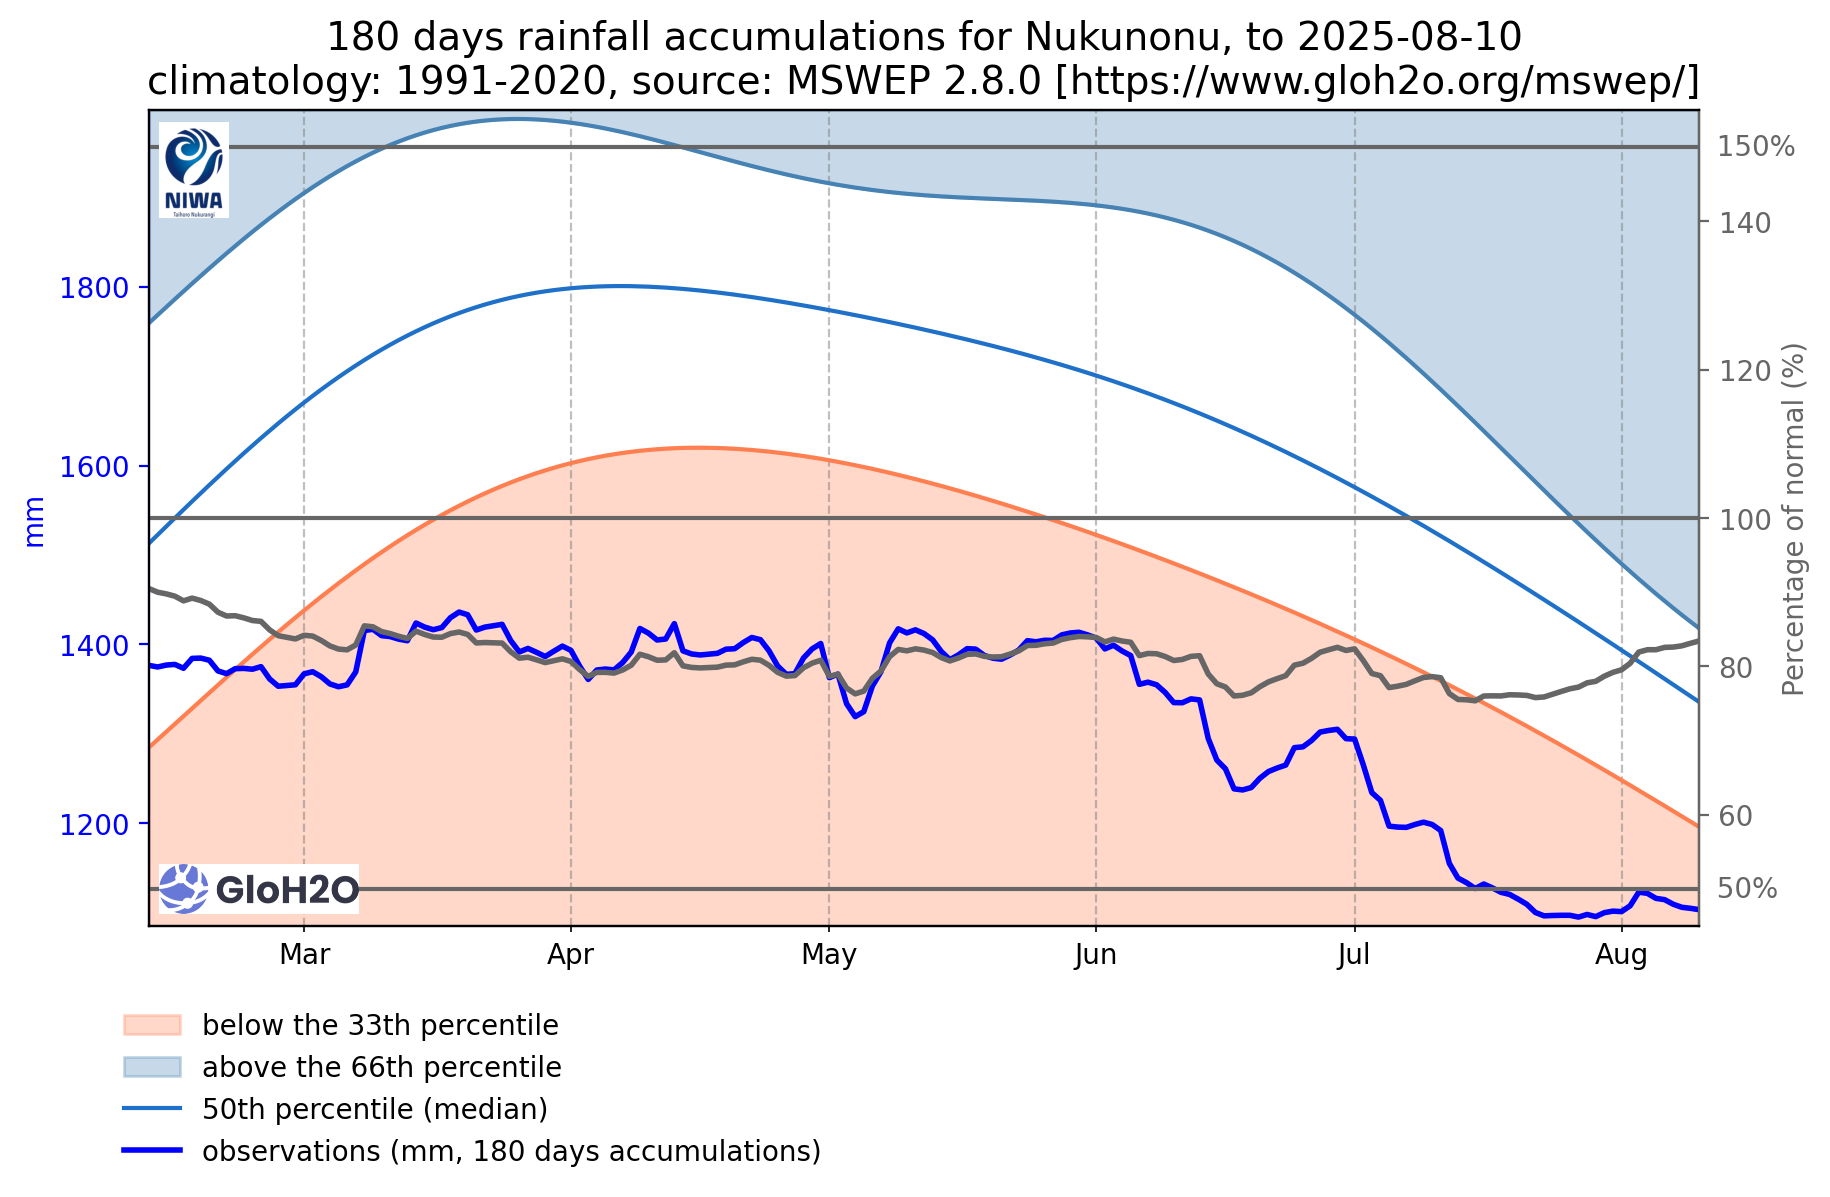 180 days rainfall accumulations for Nukunonu, to 2025-08-10
climatology: 1991-2020, source: MSWEP 2.8.0 [https://www.gloh2o.org/mswep/]
NIWA
Taihoro Nukurangi
150%
140
1800
120
Percentage of normal (%)
1600
mm
100
1400
80
1200
60
50%
GloH2O
Mar Apr May Jun Jul Aug
below the 33th percentile
above the 66th percentile
50th percentile (median)
observations (mm, 180 days accumulations)